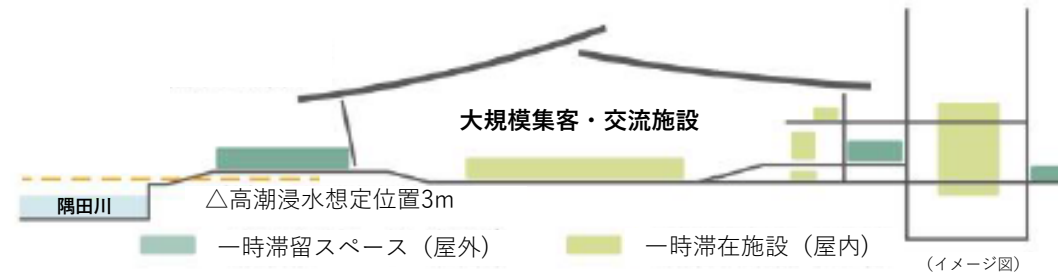 大規模集客・交流施設
隅田川
△高潮浸水想定位置3m
一時滞留スペース（屋外）
一時滞在施設（屋内）
（イメージ図）